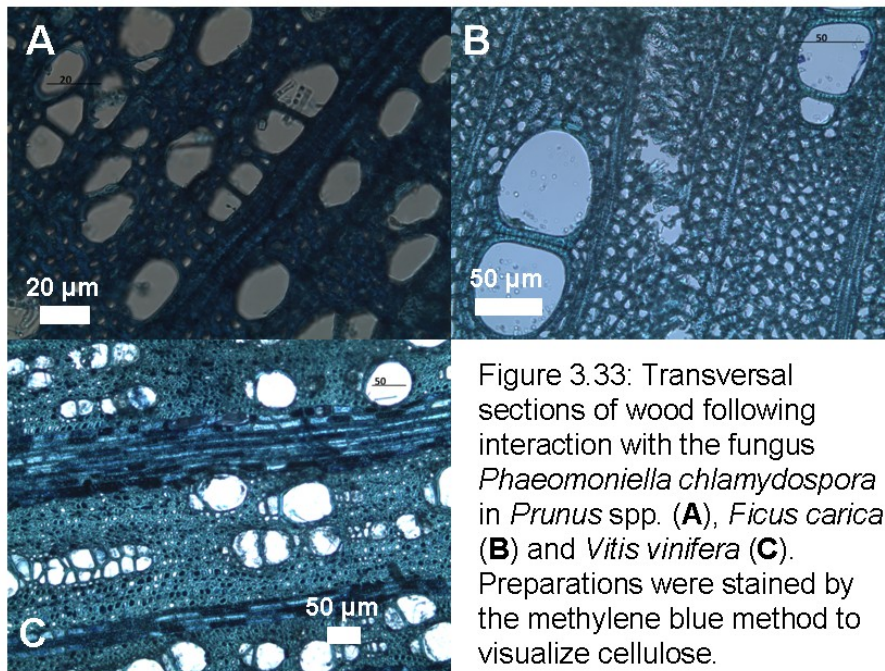 A
20
20 µm
B
50
50 µm
50
50 µm
C
Figure 3.33: Transversal
sections of wood following
interaction with the fungus
Phaeomoniella chlamydospora
in Prunus spp. (A), Ficus carica
(B) and Vitis vinifera (C).
Preparations were stained by
the methylene blue method to
visualize cellulose.